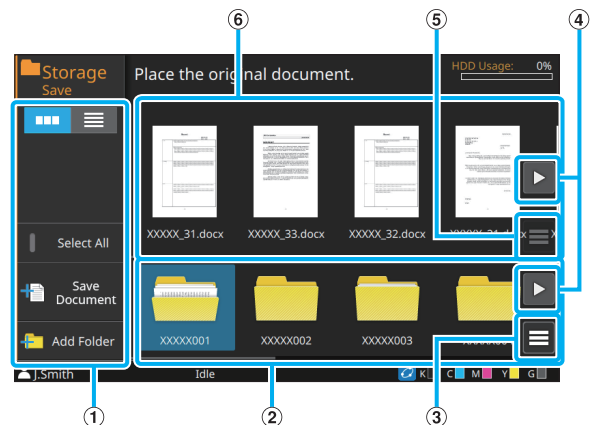 ⑥ ⑤ ④
Storage
Save
Place the original document.
HDD Usage: 0%
XXXXX_31.docx XXXXX_33.docx XXXXX_32.docx
Select All
Save
Document
Add Folder
XXXXX001 XXXXX002 XXXXX003
J.Smith Idle K C M Y G
① ② ③